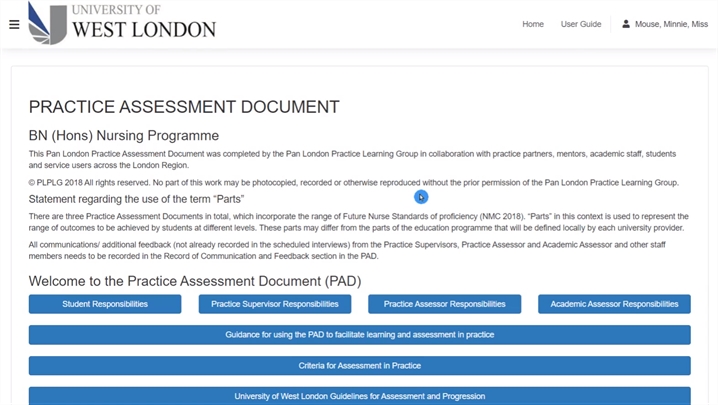 UNIVERSITY OF
WEST LONDON
Home
User Guide
Mouse, Minnie, Miss
PRACTICE ASSESSMENT DOCUMENT
BN (Hons) Nursing Programme
This Pan London Practice Assessment Document was completed by the Pan London Practice Learning Group in collaboration with practice partners, mentors, academic staff, students
and service users across the London Region.
© PLPLG 2018 All rights reserved. No part of this work may be photocopied, recorded or otherwise reproduced without the prior permission of the Pan London Practice Learning Group.
Statement regarding the use of the term “Parts”
There are three Practice Assessment Documents in total, which incorporate the range of Future Nurse Standards of proficiency (NMC 2018). “Parts” in this context is used to represent the
range of outcomes to be achieved by students at different levels. These parts may differ from the parts of the education programme that will be defined locally by each university provider.
All communications/ additional feedback (not already recorded in the scheduled interviews) from the Practice Supervisors, Practice Assessor and Academic Assessor and other staff
members needs to be recorded in the Record of Communication and Feedback section in the PAD.
Welcome to the Practice Assessment Document (PAD)
Student Responsibilities
Practice Supervisor Responsibilities
Practice Assessor Responsibilities
Academic Assessor Responsibilities
Guidance for using the PAD to facilitate learning and assessment in practice
Criteria for Assessment in Practice
University of West London Guidelines for Assessment and Progression